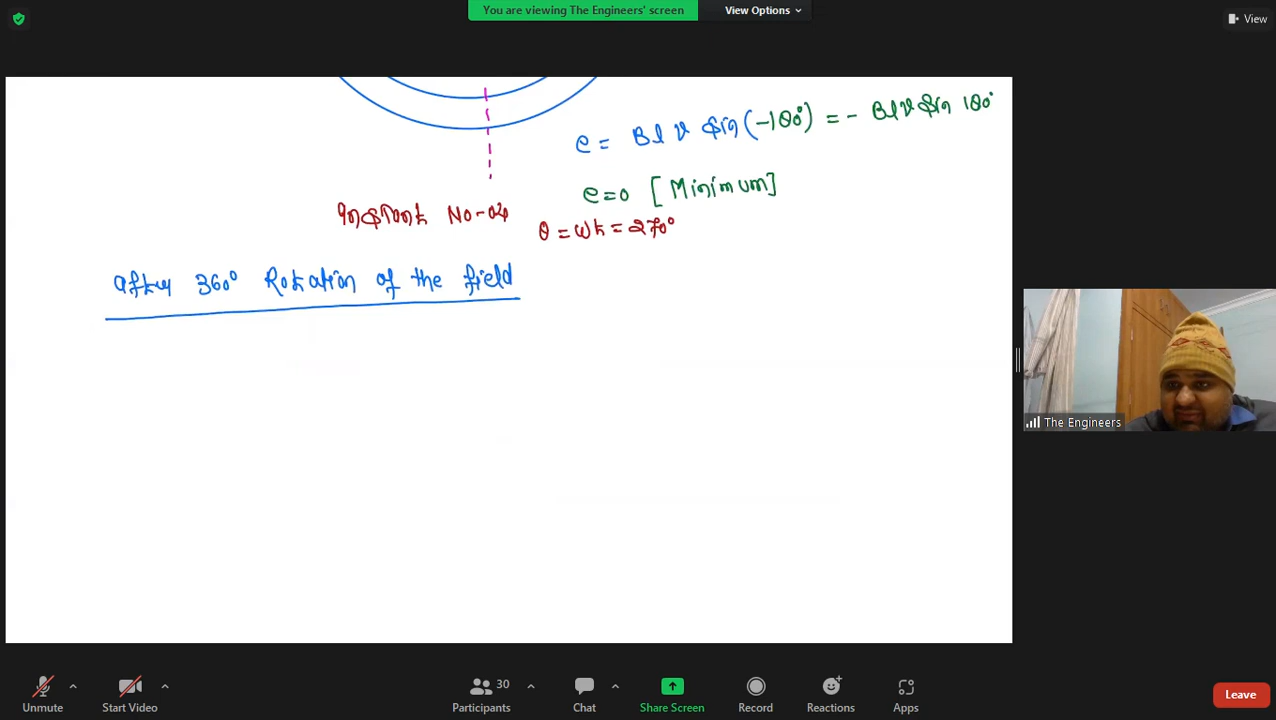 You are viewing The Engineers' screen
View Options
View
e = Bl v Sin(-180°) = - Bl v Sin 180°
e=0 [Minimum]
Instant No-04
θ = ωt = 270°
After 360° Rotation of the field
The Engineers
Unmute
Start Video
Participants
30
Chat
Share Screen
Record
Reactions
Apps
Leave